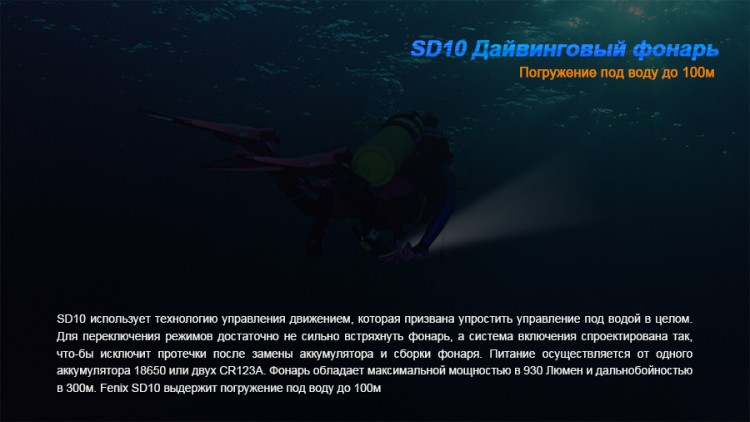 SD10 Дайвинговый фонарь
Погружение под воду до 100м
SD10 использует технологию управления движением, которая призвана упростить управление под водой в целом.
Для переключения режимов достаточно не сильно встряхнуть фонарь, а система включения спроектирована так,
что-бы исключит протечки после замены аккумулятора и сборки фонаря. Питание осуществляется от одного
аккумулятора 18650 или двух CR123A. Фонарь обладает максимальной мощностью в 930 Люмен и дальнобойностью
в 300м. Fenix SD10 выдержит погружение под воду до 100м